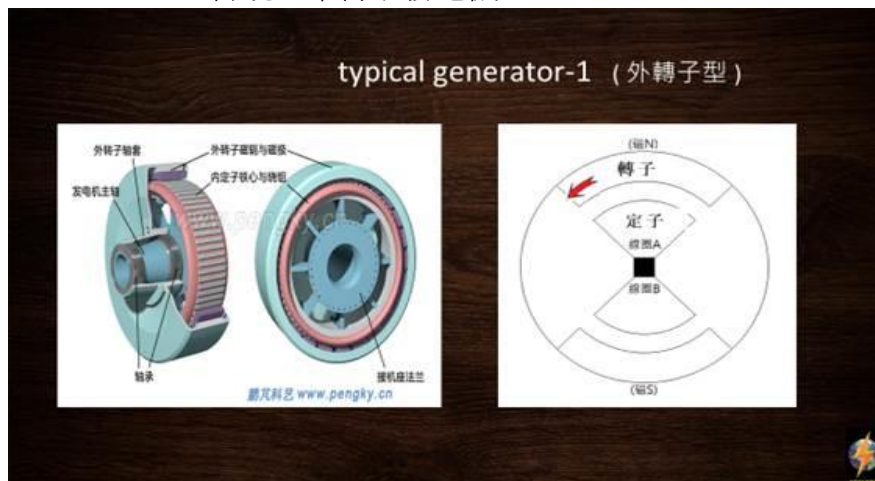 typical generator-1 (外轉子型)
外转子轴套
外转子磁轭与磁极
发电机主轴
内定子铁心与绕组
www.pengky.cn
轴承
接机座法兰
鹏芃科艺 www.pengky.cn
(磁N)
轉子
定子
線圈A
線圈B
(磁S)